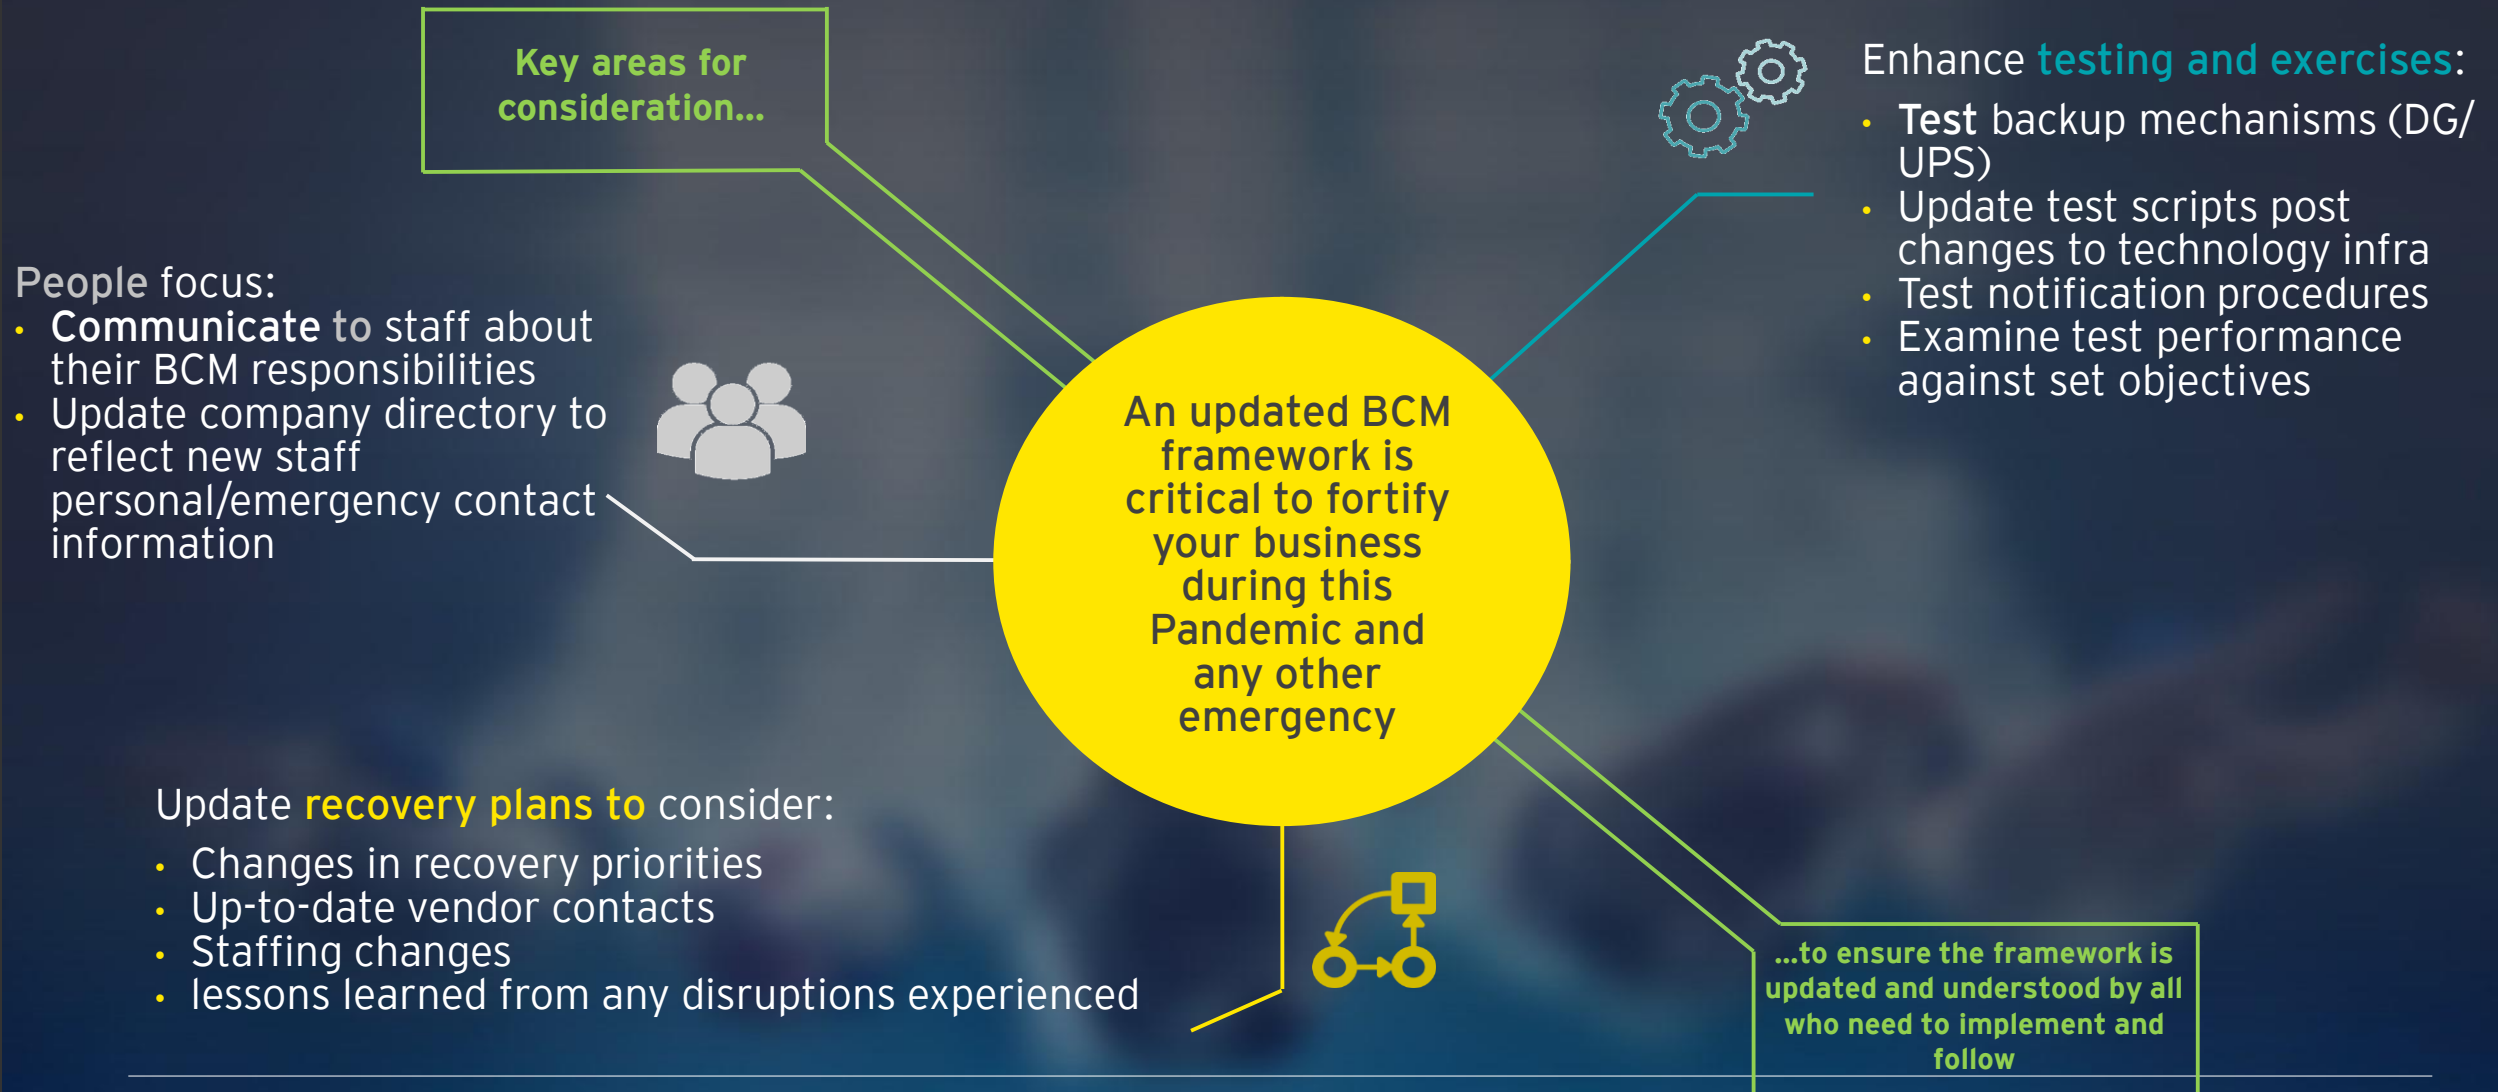 Key areas for
consideration...
Enhance testing and exercises:
• Test backup mechanisms (DG/
UPS)
• Update test scripts post
changes to technology infra
• Test notification procedures
• Examine test performance
against set objectives
People focus:
• Communicate to staff about
their BCM responsibilities
• Update company directory to
reflect new staff
personal/emergency contact
information
An updated BCM
framework is
critical to fortify
your business
during this
Pandemic and
any other
emergency
Update recovery plans to consider:
• Changes in recovery priorities
• Up-to-date vendor contacts
• Staffing changes
• lessons learned from any disruptions experienced
...to ensure the framework is
updated and understood by all
who need to implement and
follow